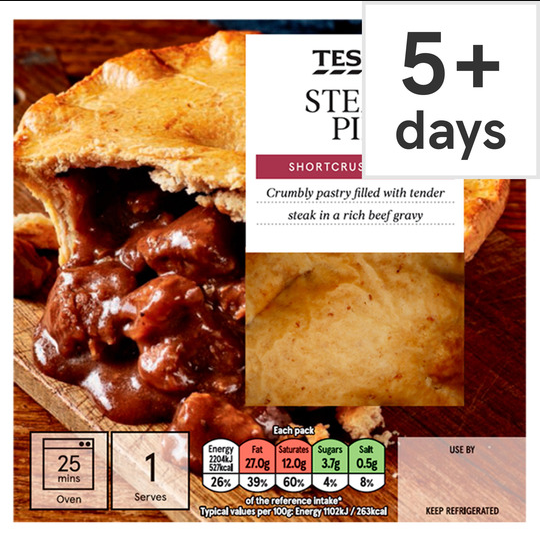 5+
days
TES
STE
PI
SHORTCRUS
Crumbly pastry filled with tender
steak in a rich beef gravy
Each pack
Energy
2204kJ
527kcal
26%
Fat
27.0g
39%
Saturates
12.0g
60%
Sugars
3.7g
4%
Salt
0.5g
8%
of the reference intake*
Typical values per 100g: Energy 1102kJ / 263kcal
25
mins
Oven
1
Serves
USE BY
KEEP REFRIGERATED